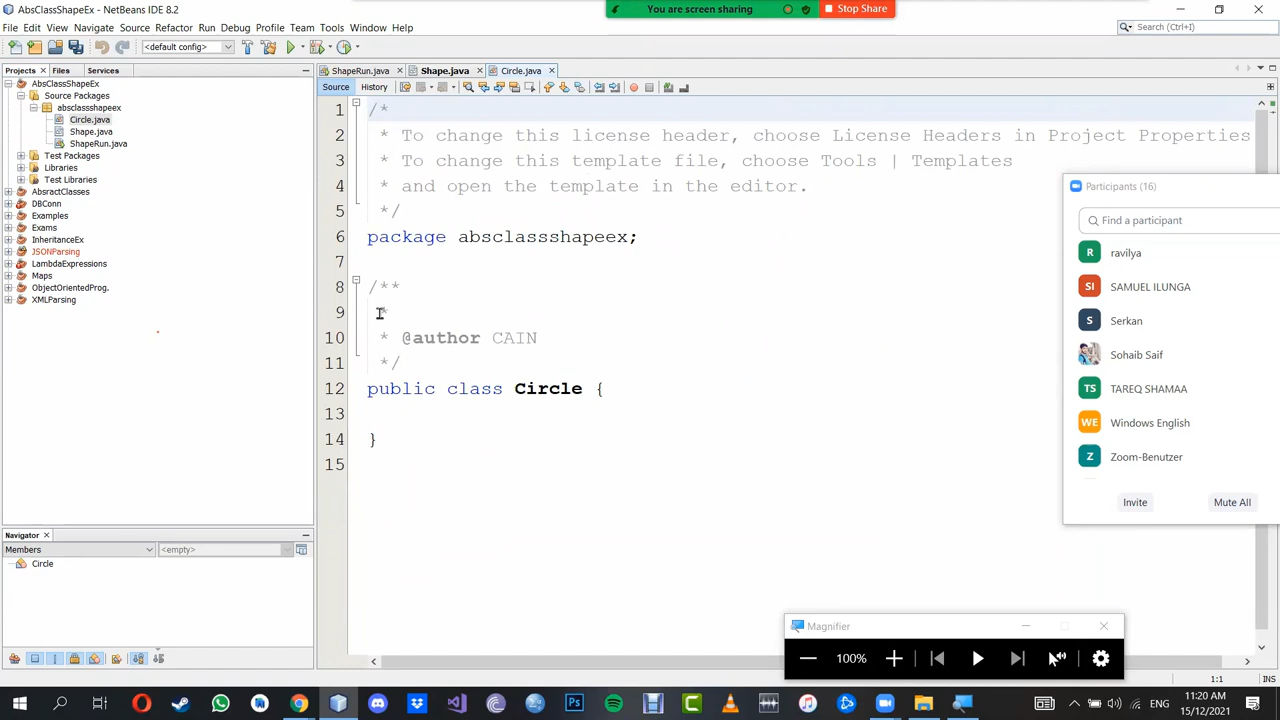 AbsClassShapeEx - NetBeans IDE 8.2
You are screen sharing
Stop Share
File Edit View Navigate Source Refactor Run Debug Profile Team Tools Window Help
Search (Ctrl+I)
<default config>
Projects Files Services
ShapeRun.java Shape.java Circle.java
Source History
AbsClassShapeEx
Source Packages
absclassshapeex
Circle.java
Shape.java
ShapeRun.java
Test Packages
Libraries
Test Libraries
AbsractClasses
DBConn
Examples
Exams
InheritanceEx
JSONParsing
LambdaExpressions
Maps
ObjectOrientedProg.
XMLParsing
1 /*
2 * To change this license header, choose License Headers in Project Properties
3 * To change this template file, choose Tools | Templates
4 * and open the template in the editor.
5 */
6 package absclassshapeex;
7
8 /**
9 *
10 * @author CAIN
11 */
12 public class Circle {
13
14 }
15
Participants (16)
Find a participant
R ravilya
SI SAMUEL ILUNGA
S Serkan
Sohaib Saif
TS TAREQ SHAMAA
WE Windows English
Z Zoom-Benutzer
Invite Mute All
Navigator
Members <empty>
Circle
Magnifier
100%
1:1 INS
ENG
11:20 AM
15/12/2021